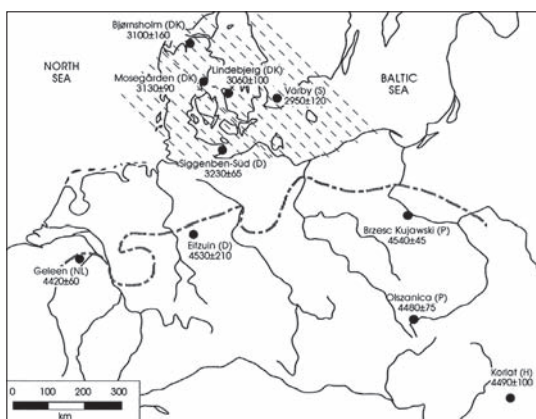 Bjørnsholm (DK)
3100±160
NORTH
SEA
Mosegården (DK)
3130±90
Lindebjerg (DK)
3060±100
Värby (S)
2950±120
BALTIC
SEA
Siggenben-Süd (D)
3230±65
Brzesc Kujawski (P)
4540±45
Eitzuin (D)
4530±210
Geleen (NL)
4420±60
Olszanica (P)
4480±75
Korlat (H)
4490±100
0 100 200 300
km